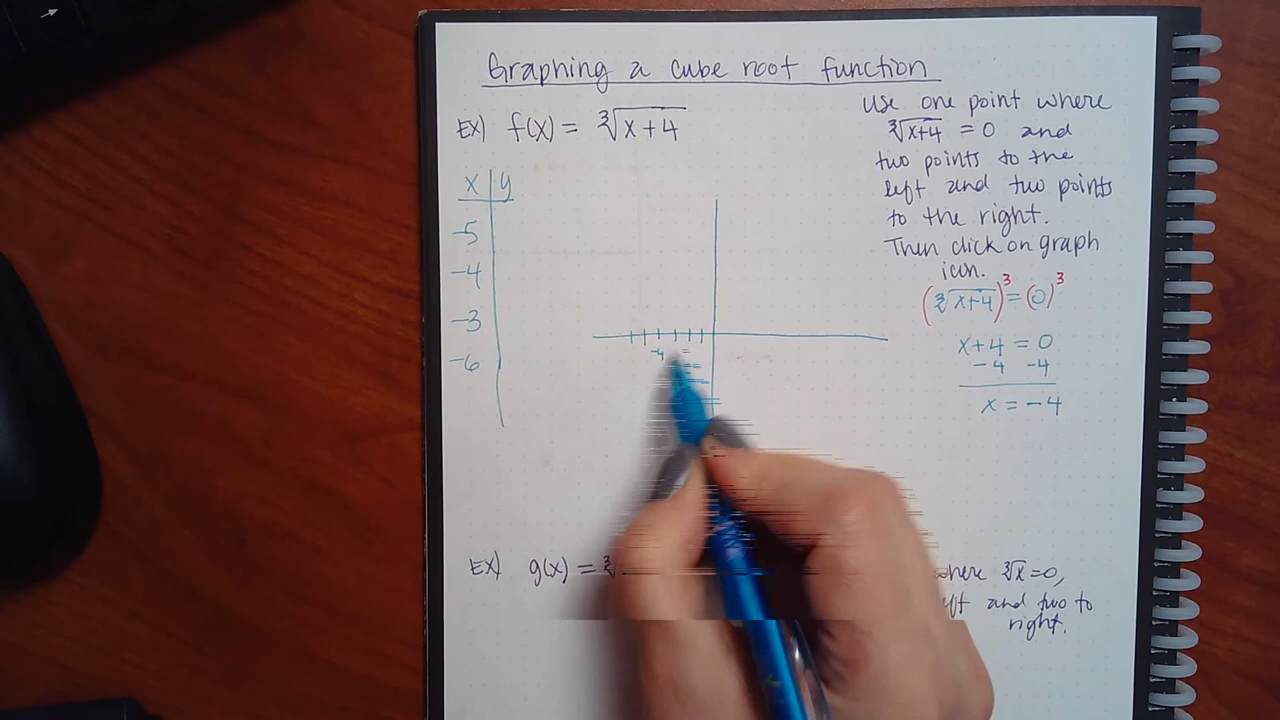 Graphing a cube root function
EX) f(x) = ∛(x+4)
x | y
-5
-4
-3
-6
-4
use one point where
∛(x+4) = 0 and
two points to the
left and two points
to the right.
Then click on graph
icon.
(∛(x+4))³ = (0)³
x+4 = 0
-4 -4
x = -4
EX) g(x) = ∛
where ∛x=0,
left and two to
right.